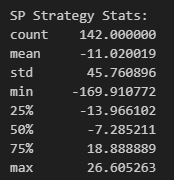 SP Strategy Stats:
count 142.000000
mean -11.020019
std 45.760896
min -169.910772
25% -13.966102
50% -7.285211
75% 18.888889
max 26.605263